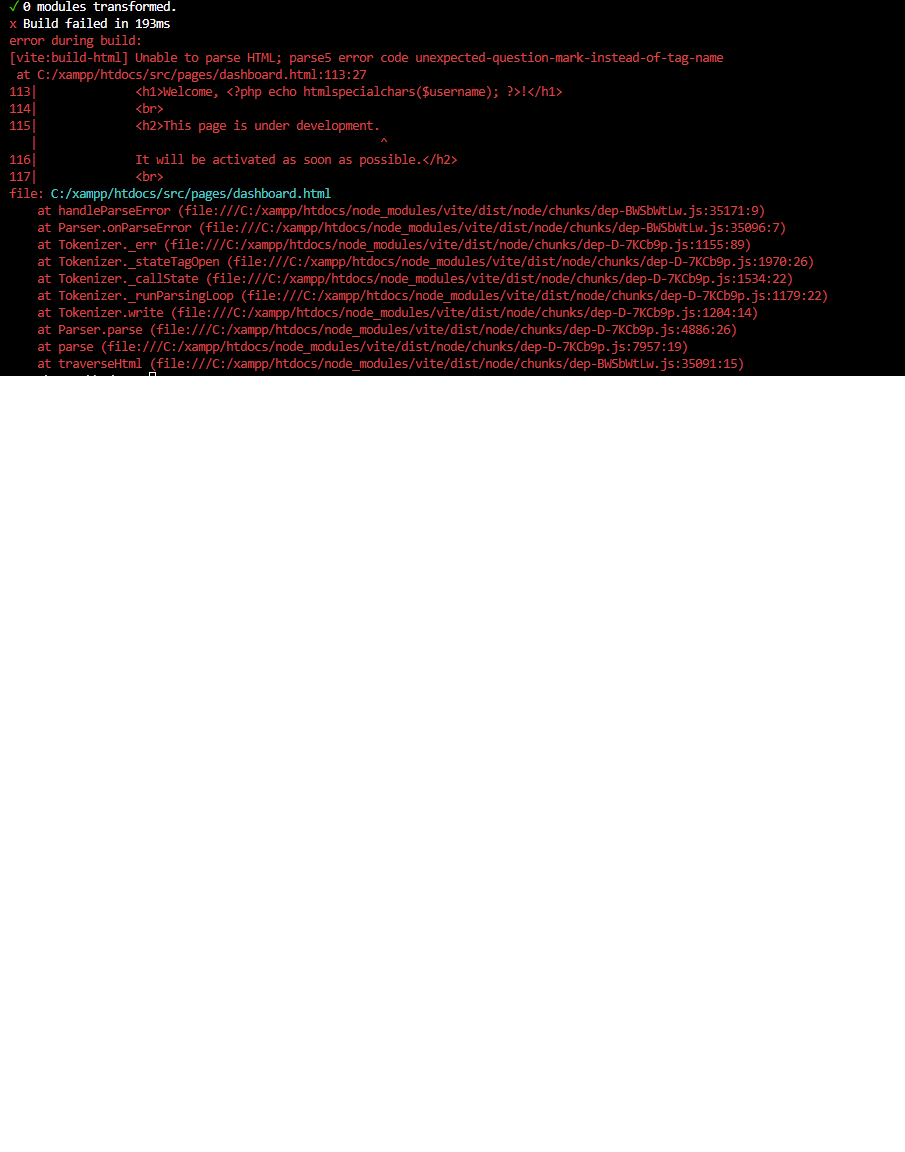 ✓ 0 modules transformed.
x Build failed in 193ms
error during build:
[vite:build-html] Unable to parse HTML; parse5 error code unexpected-question-mark-instead-of-tag-name
 at C:/xampp/htdocs/src/pages/dashboard.html:113:27
113|              <h1>Welcome, <?php echo htmlspecialchars($username); ?>!</h1>
114|              <br>
115|              <h2>This page is under development.
   |                                                 ^
116|              It will be activated as soon as possible.</h2>
117|              <br>
file: C:/xampp/htdocs/src/pages/dashboard.html
    at handleParseError (file:///C:/xampp/htdocs/node_modules/vite/dist/node/chunks/dep-BWSbWtLw.js:35171:9)
    at Parser.onParseError (file:///C:/xampp/htdocs/node_modules/vite/dist/node/chunks/dep-BWSbWtLw.js:35096:7)
    at Tokenizer._err (file:///C:/xampp/htdocs/node_modules/vite/dist/node/chunks/dep-D-7KCb9p.js:1155:89)
    at Tokenizer._stateTagOpen (file:///C:/xampp/htdocs/node_modules/vite/dist/node/chunks/dep-D-7KCb9p.js:1970:26)
    at Tokenizer._callState (file:///C:/xampp/htdocs/node_modules/vite/dist/node/chunks/dep-D-7KCb9p.js:1534:22)
    at Tokenizer._runParsingLoop (file:///C:/xampp/htdocs/node_modules/vite/dist/node/chunks/dep-D-7KCb9p.js:1179:22)
    at Tokenizer.write (file:///C:/xampp/htdocs/node_modules/vite/dist/node/chunks/dep-D-7KCb9p.js:1204:14)
    at Parser.parse (file:///C:/xampp/htdocs/node_modules/vite/dist/node/chunks/dep-D-7KCb9p.js:4886:26)
    at parse (file:///C:/xampp/htdocs/node_modules/vite/dist/node/chunks/dep-D-7KCb9p.js:7957:19)
    at traverseHtml (file:///C:/xampp/htdocs/node_modules/vite/dist/node/chunks/dep-BWSbWtLw.js:35091:15)